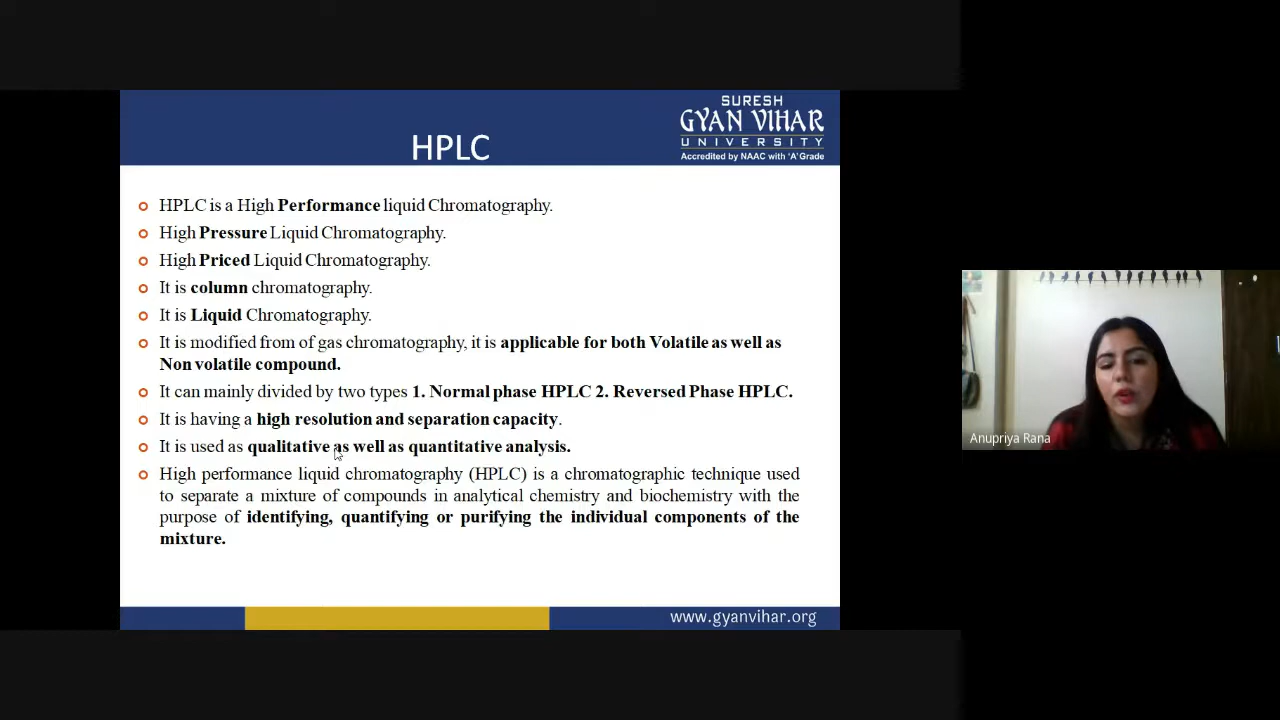 SURESH
GYAN VIHAR
UNIVERSITY
Accredited by NAAC with 'A' Grade
HPLC
HPLC is a High Performance liquid Chromatography.
High Pressure Liquid Chromatography.
High Priced Liquid Chromatography.
It is column chromatography.
It is Liquid Chromatography.
It is modified from of gas chromatography, it is applicable for both Volatile as well as
Non volatile compound.
It can mainly divided by two types 1. Normal phase HPLC 2. Reversed Phase HPLC.
It is having a high resolution and separation capacity.
It is used as qualitative as well as quantitative analysis.
High performance liquid chromatography (HPLC) is a chromatographic technique used
to separate a mixture of compounds in analytical chemistry and biochemistry with the
purpose of identifying, quantifying or purifying the individual components of the
mixture.
www.gyanvihar.org
Anupriya Rana